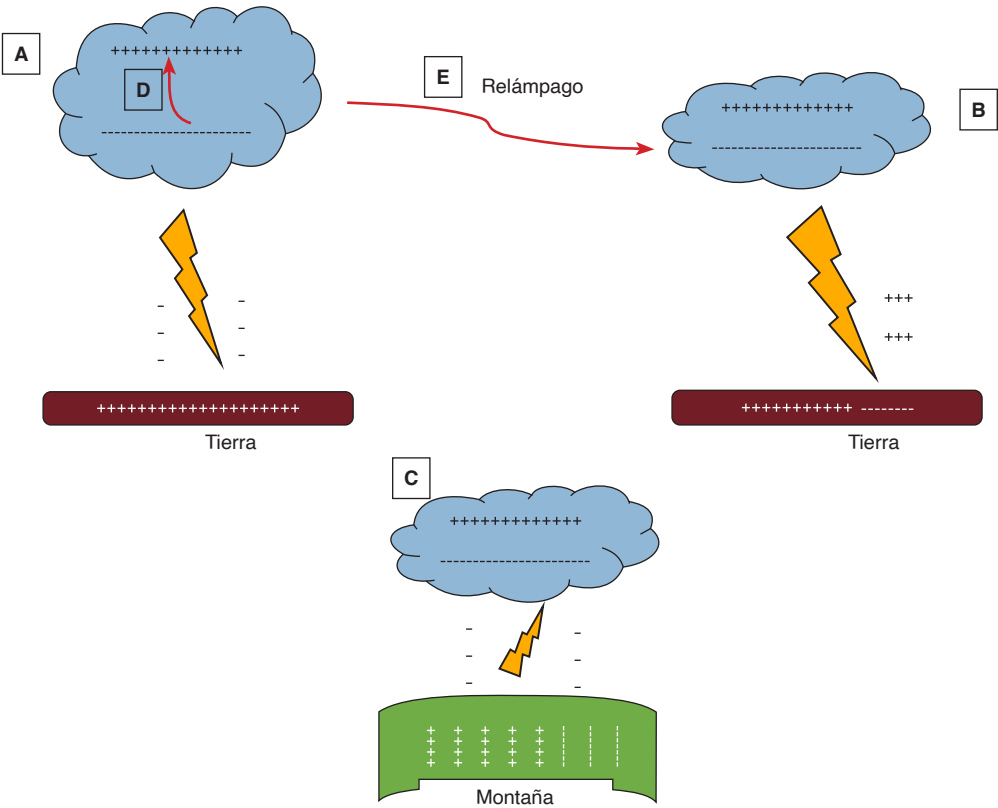 A
+++++++++++++
D
-----------------------
E
Relámpago
B
+++++++++++++
-----------------------
- -
- -
- -
++++++++++++++++++++
Tierra
+++
+++
+++++++++++ --------
Tierra
C
+++++++++++++
-----------------------
- -
- -
- -
+ + + + +
+ + + + +
+ + + + +
+ + + + +
Montaña